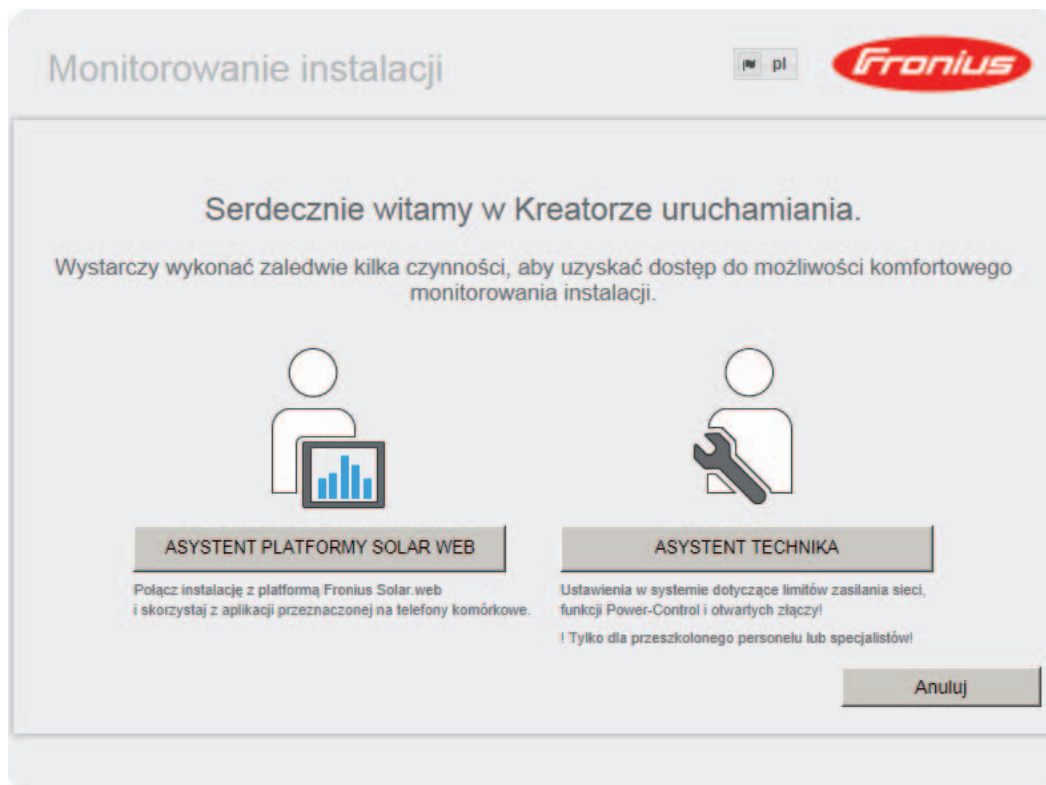 Monitorowanie instalacji
pl
Fronius
Serdecznie witamy w Kreatorze uruchamiania.
Wystarczy wykonać zaledwie kilka czynności, aby uzyskać dostęp do możliwości komfortowego
monitorowania instalacji.
ASYSTENT PLATFORMY SOLAR WEB
Połącz instalację z platformą Fronius Solar.web
i skorzystaj z aplikacji przeznaczonej na telefony komórkowe.
ASYSTENT TECHNIKA
Ustawienia w systemie dotyczące limitów zasilania sieci,
funkcji Power-Control i otwartych złączy!
! Tylko dla przeszkolonego personelu lub specjalistów!
Anuluj